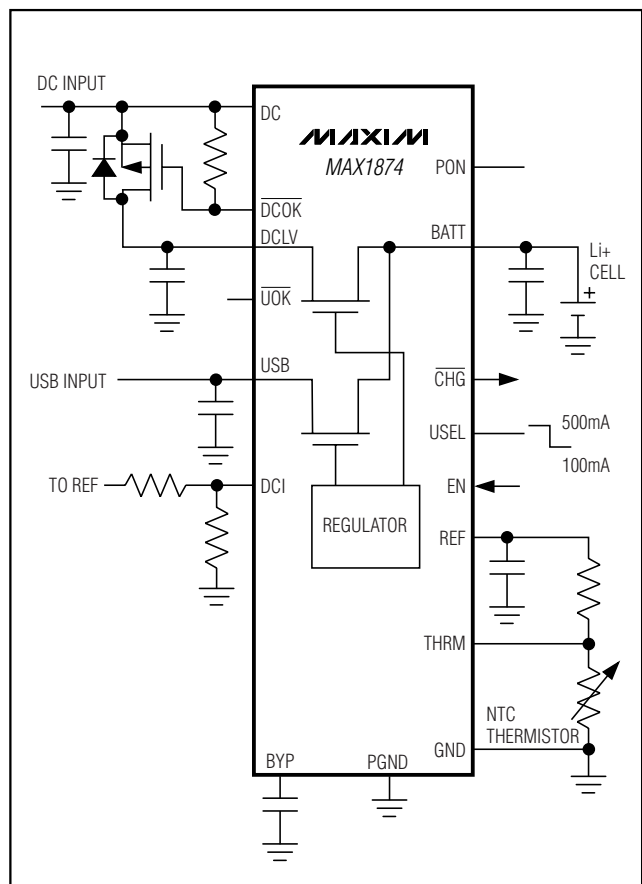 DC INPUT
DC
MAXIM
MAX1874
PON
DCOK
DCLV
BATT
Li+
CELL
+
UOK
USB INPUT
USB
CHG
USEL
500mA
100mA
TO REF
DCI
EN
REGULATOR
REF
THRM
NTC
THERMISTOR
GND
BYP
PGND